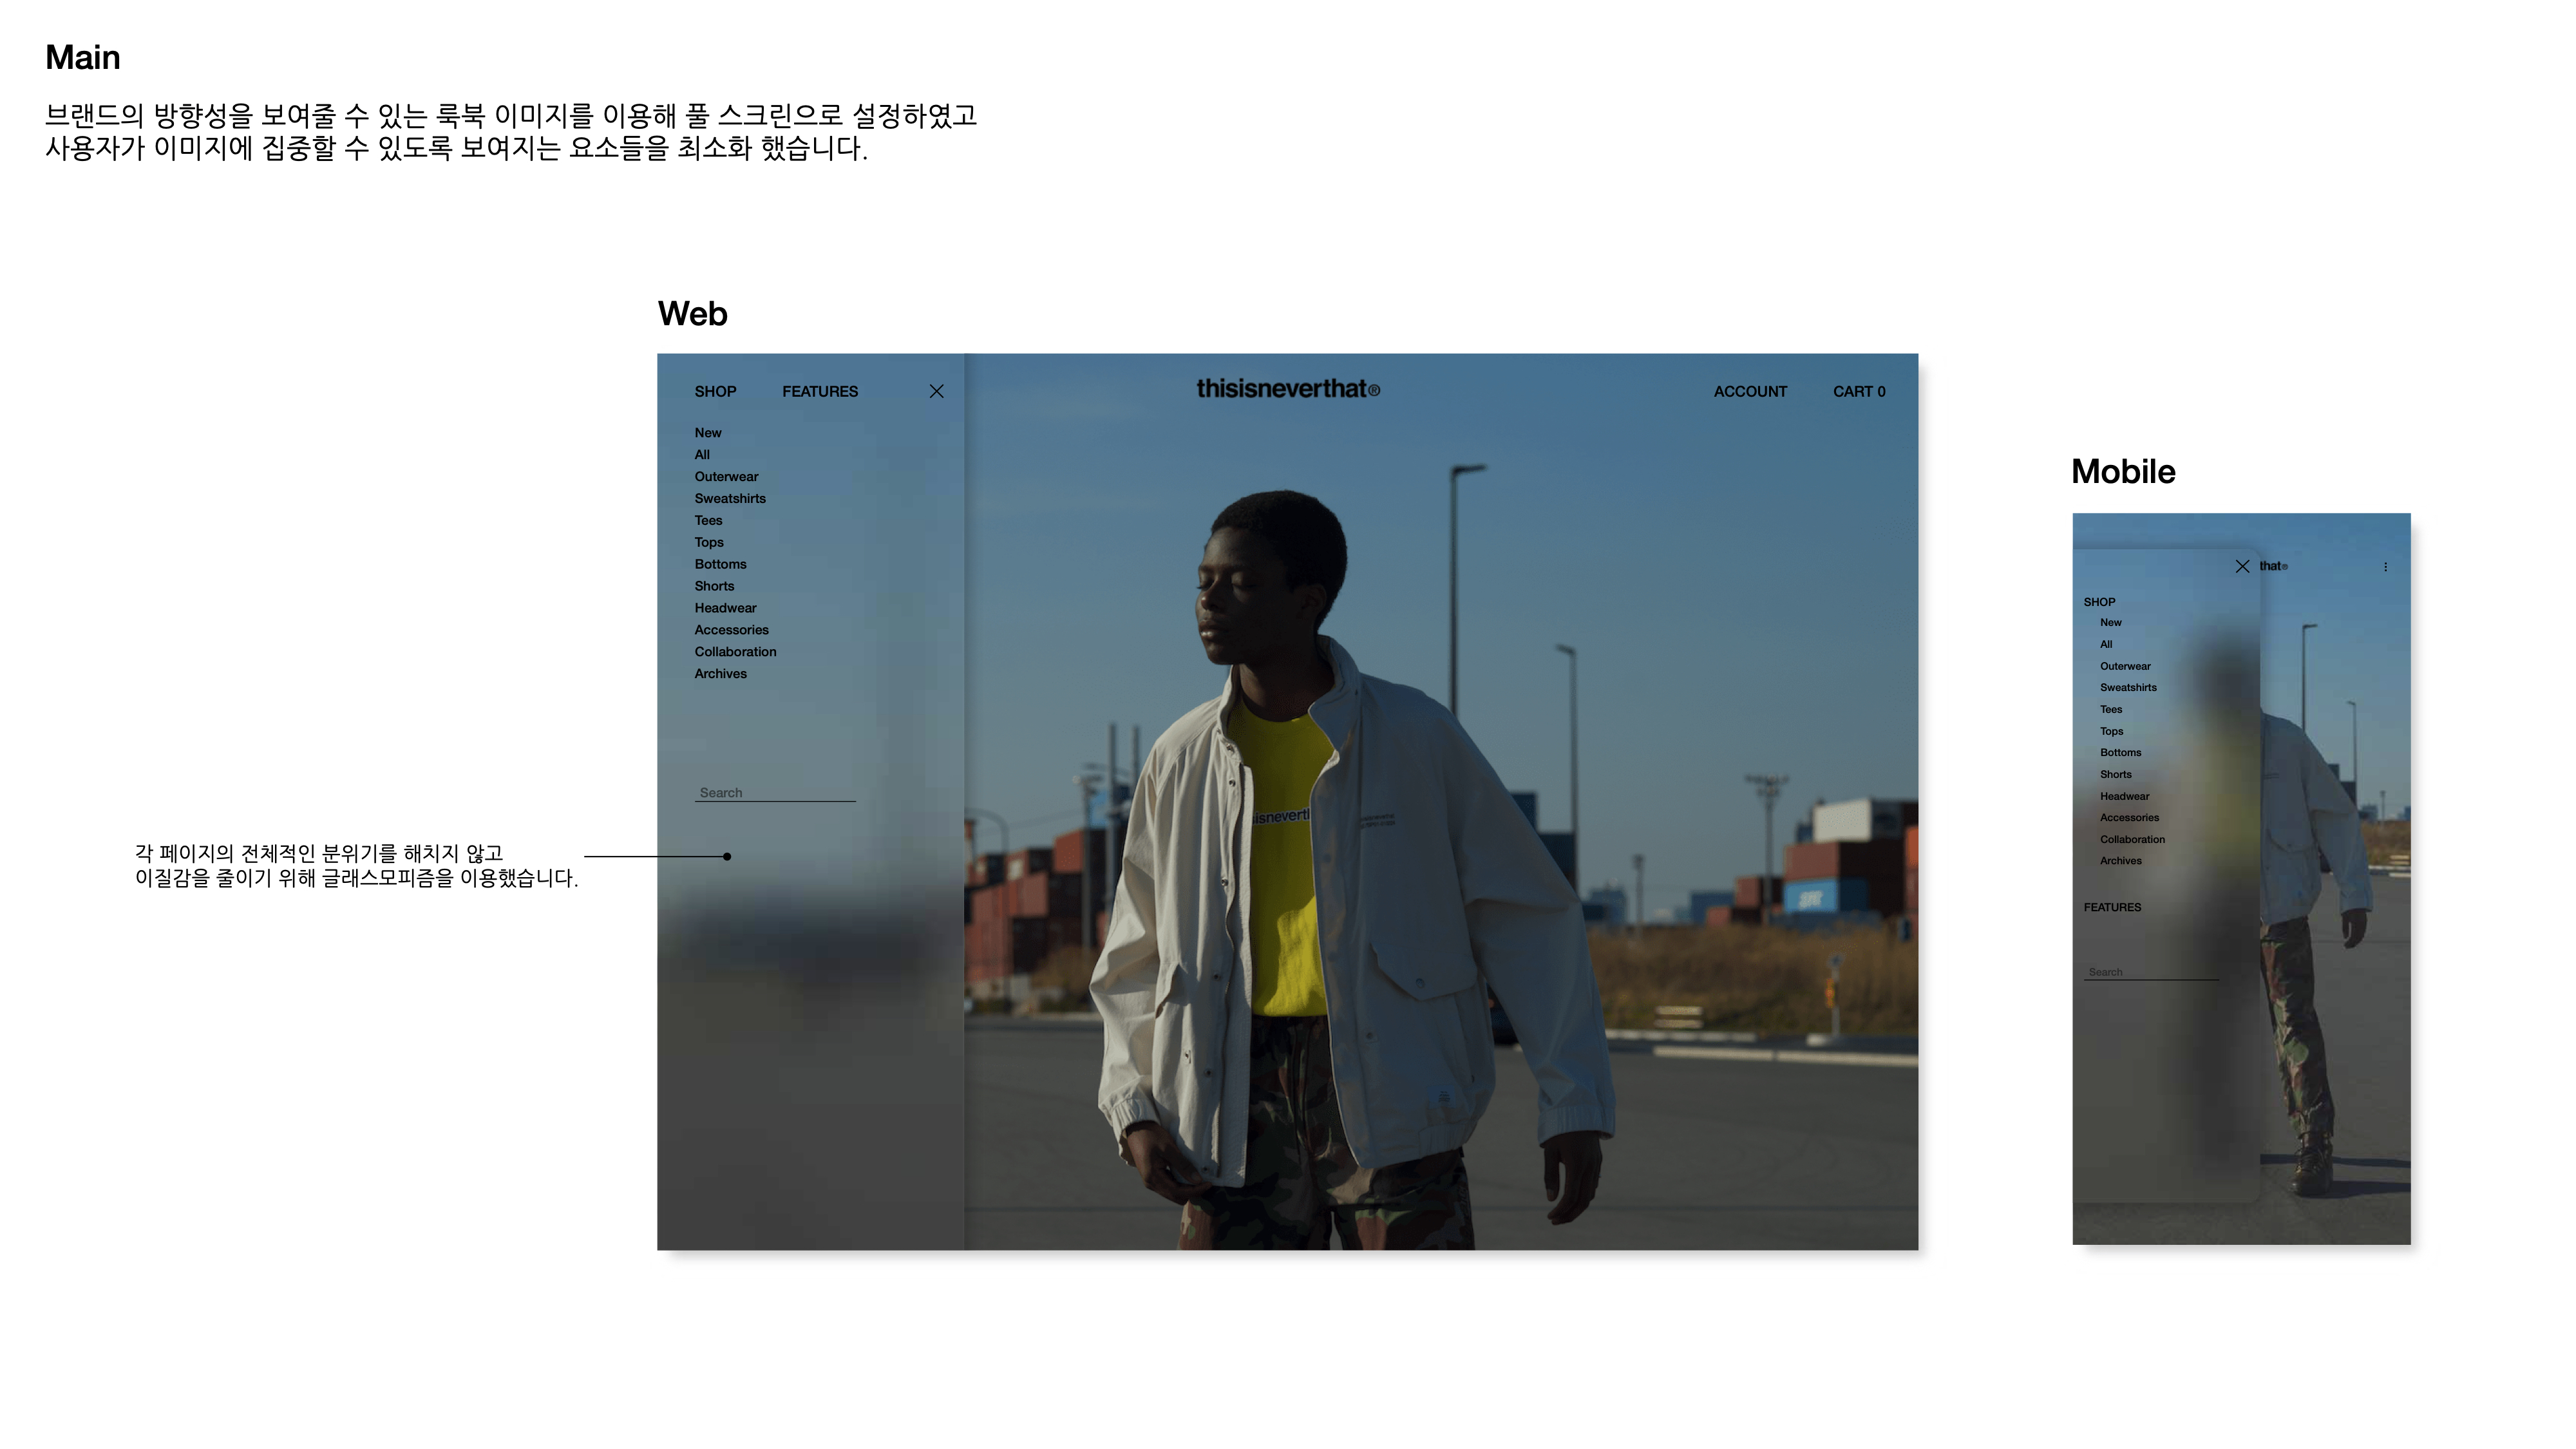 Main
브랜드의 방향성을 보여줄 수 있는 룩북 이미지를 이용해 풀 스크린으로 설정하였고
사용자가 이미지에 집중할 수 있도록 보여지는 요소들을 최소화 했습니다.
Web
SHOP FEATURES thisisneverthat® ACCOUNT CART 0
New
All
Outerwear
Sweatshirts
Tees
Tops
Bottoms
Shorts
Headwear
Accessories
Collaboration
Archives
Search
isneverth
각 페이지의 전체적인 분위기를 해치지 않고
이질감을 줄이기 위해 글래스모피즘을 이용했습니다.
Mobile
that®
SHOP
New
All
Outerwear
Sweatshirts
Tees
Tops
Bottoms
Shorts
Headwear
Accessories
Collaboration
Archives
FEATURES
Search